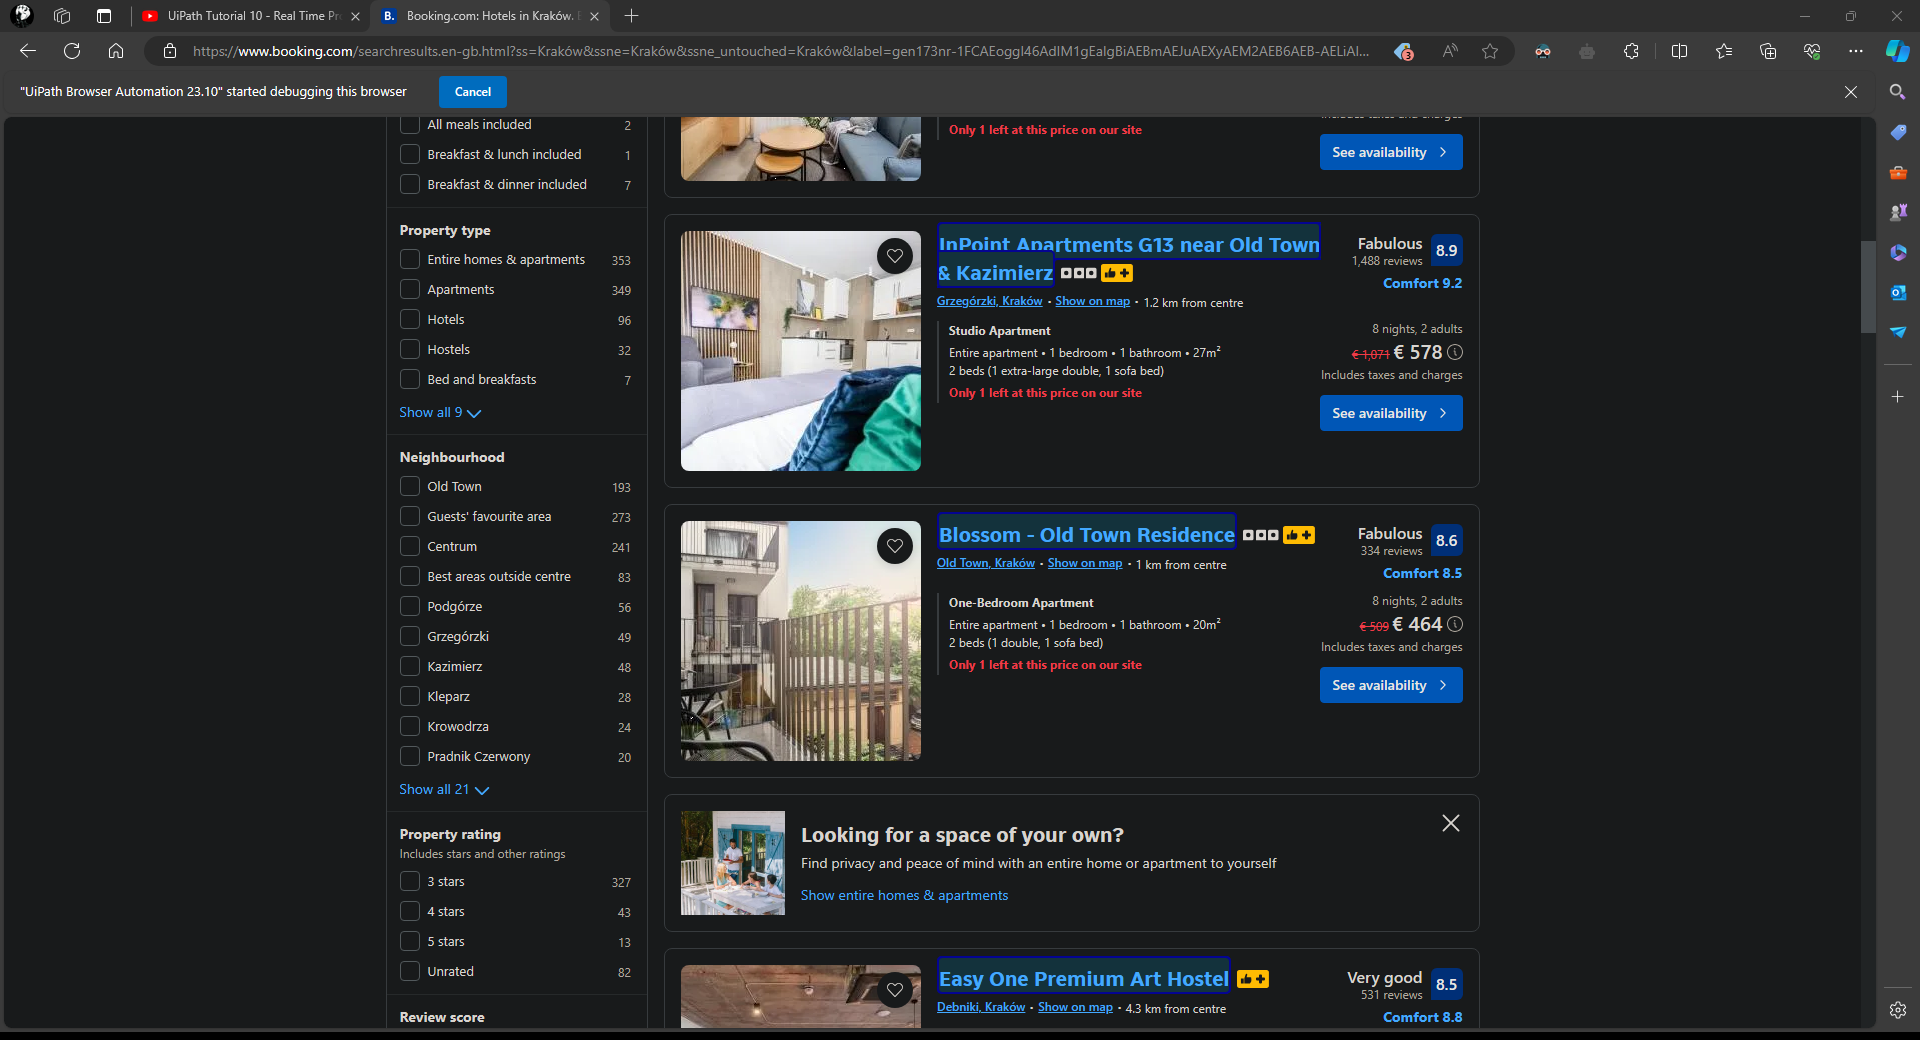 UiPath Tutorial 10 - Real Time Pr
Booking.com: Hotels in Kraków.
https://www.booking.com/searchresults.en-gb.html?ss=Kraków&ssne=Kraków&ssne_untouched=Kraków&label=gen173nr-1FCAEoggI46AdIM1gEaIgBiAEBmAEJuAEXyAEM2AEB6AEB-AELiAI...
3
"UiPath Browser Automation 23.10" started debugging this browser
Cancel
All meals included 2
Breakfast & lunch included 1
Breakfast & dinner included 7
Property type
Entire homes & apartments 353
Apartments 349
Hotels 96
Hostels 32
Bed and breakfasts 7
Show all 9
Neighbourhood
Old Town 193
Guests' favourite area 273
Centrum 241
Best areas outside centre 83
Podgórze 56
Grzegórzki 49
Kazimierz 48
Kleparz 28
Krowodrza 24
Pradnik Czerwony 20
Show all 21
Property rating
Includes stars and other ratings
3 stars 327
4 stars 43
5 stars 13
Unrated 82
Review score
Only 1 left at this price on our site
Includes taxes and charges
See availability
InPoint Apartments G13 near Old Town
& Kazimierz
Grzegórzki, Kraków • Show on map • 1.2 km from centre
Studio Apartment
Entire apartment • 1 bedroom • 1 bathroom • 27m²
2 beds (1 extra-large double, 1 sofa bed)
Only 1 left at this price on our site
Fabulous 8.9
1,488 reviews
Comfort 9.2
8 nights, 2 adults
€ 1,071 € 578
Includes taxes and charges
See availability
Blossom - Old Town Residence
Old Town, Kraków • Show on map • 1 km from centre
One-Bedroom Apartment
Entire apartment • 1 bedroom • 1 bathroom • 20m²
2 beds (1 double, 1 sofa bed)
Only 1 left at this price on our site
Fabulous 8.6
334 reviews
Comfort 8.5
8 nights, 2 adults
€ 509 € 464
Includes taxes and charges
See availability
Looking for a space of your own?
Find privacy and peace of mind with an entire home or apartment to yourself
Show entire homes & apartments
Easy One Premium Art Hostel
Debniki, Kraków • Show on map • 4.3 km from centre
Very good 8.5
531 reviews
Comfort 8.8